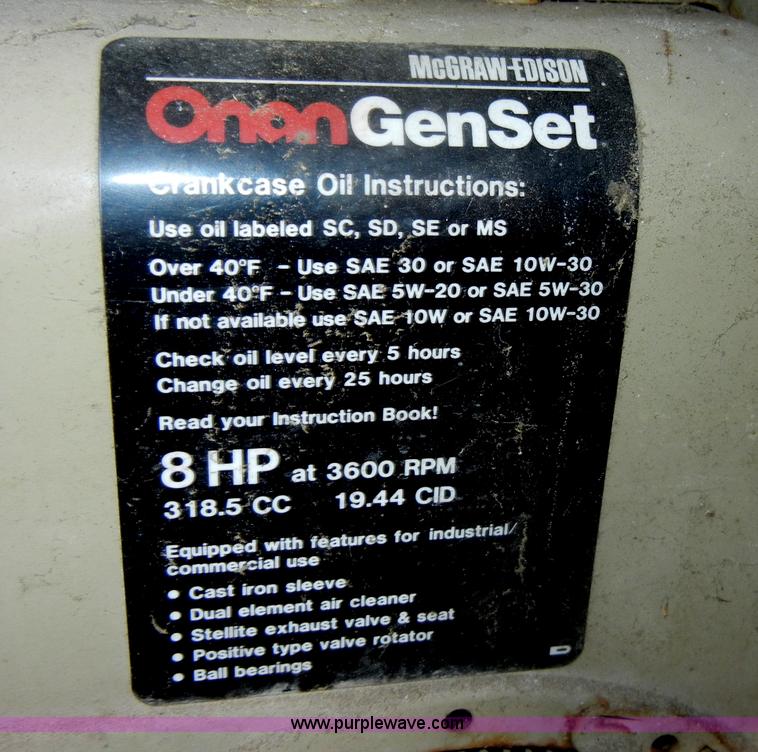 McGRAW-EDISON
Onan GenSet
Crankcase Oil Instructions:
Use oil labeled SC, SD, SE or MS
Over 40°F - Use SAE 30 or SAE 10W-30
Under 40°F - Use SAE 5W-20 or SAE 5W-30
If not available use SAE 10W or SAE 10W-30
Check oil level every 5 hours
Change oil every 25 hours
Read your Instruction Book!
8 HP at 3600 RPM
318.5 CC 19.44 CID
Equipped with features for industrial/
commercial use
• Cast iron sleeve
• Dual element air cleaner
• Stellite exhaust valve & seat
• Positive type valve rotator
• Ball bearings
D
www.purplewave.com